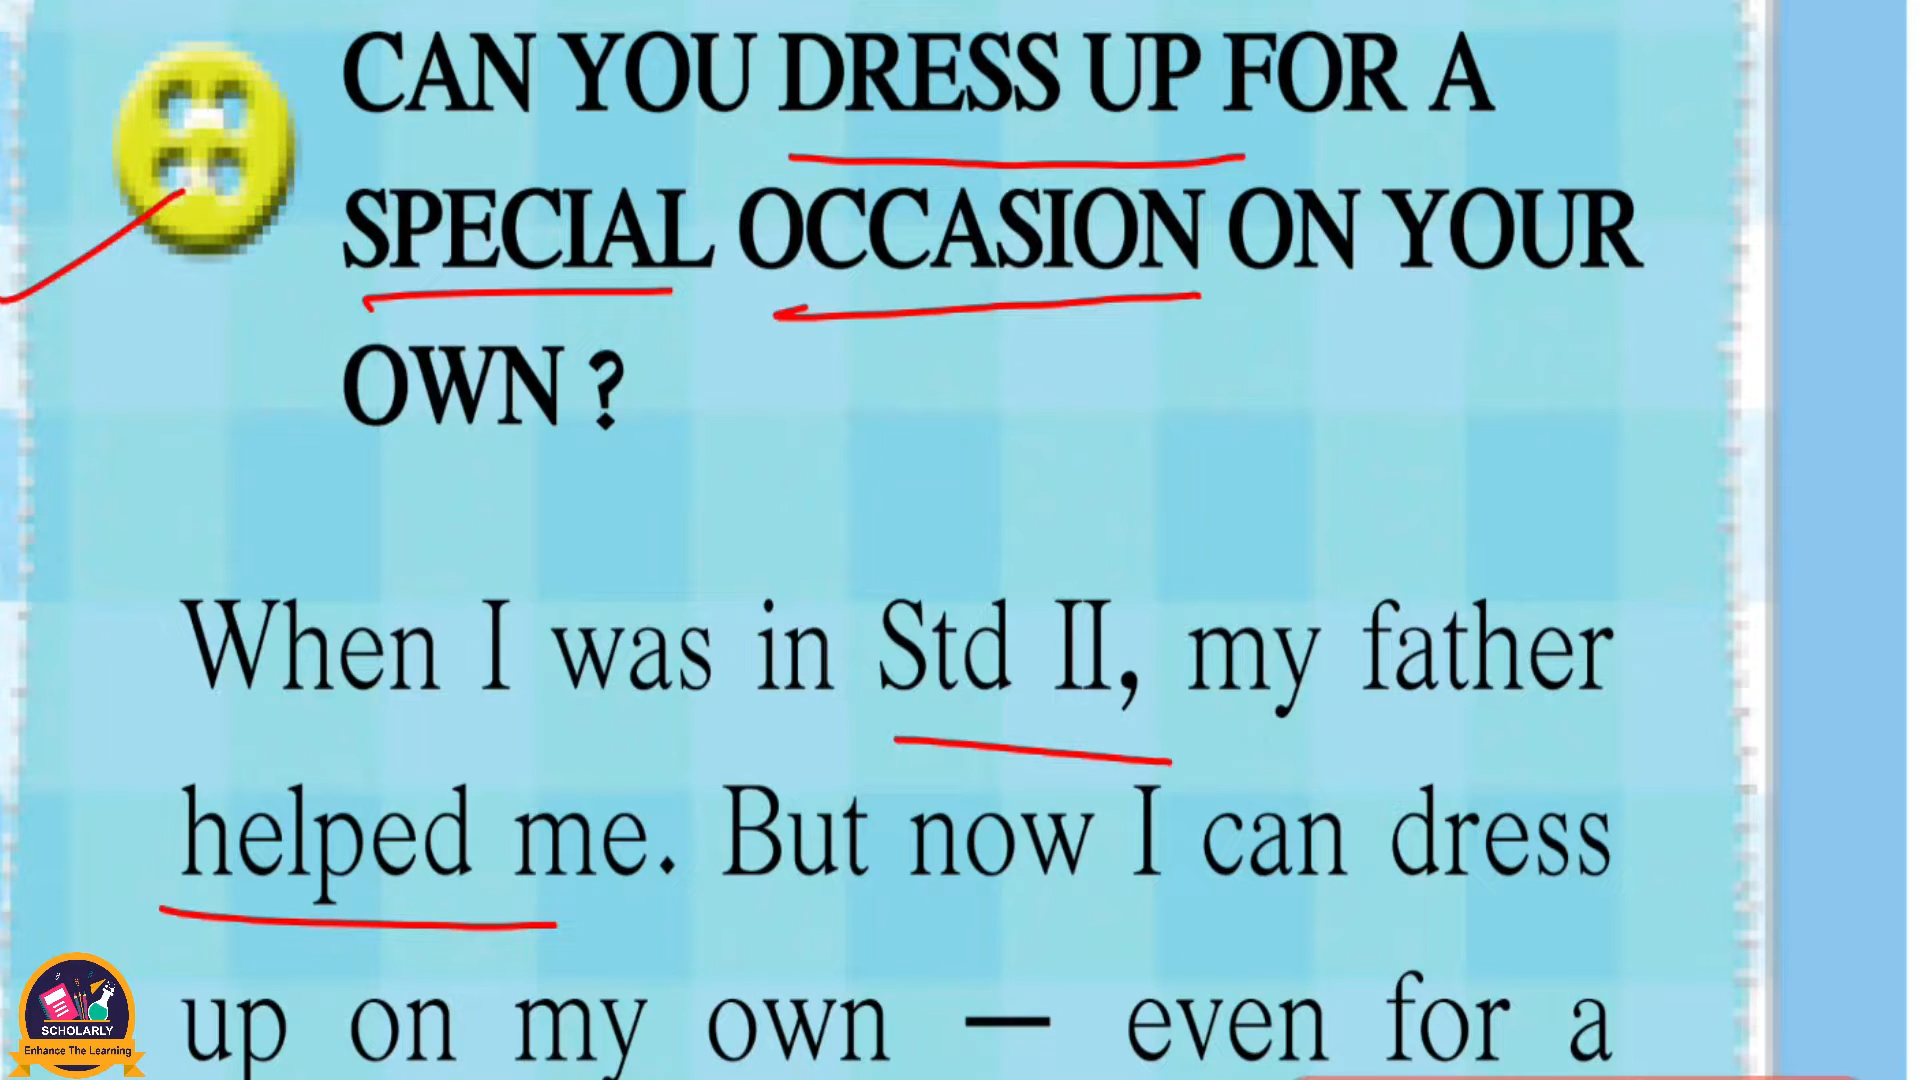 CAN YOU DRESS UP FOR A
SPECIAL OCCASION ON YOUR
OWN ?
When I was in Std II, my father
helped me. But now I can dress
up on my own — even for a
SCHOLARLY
Enhance The Learning